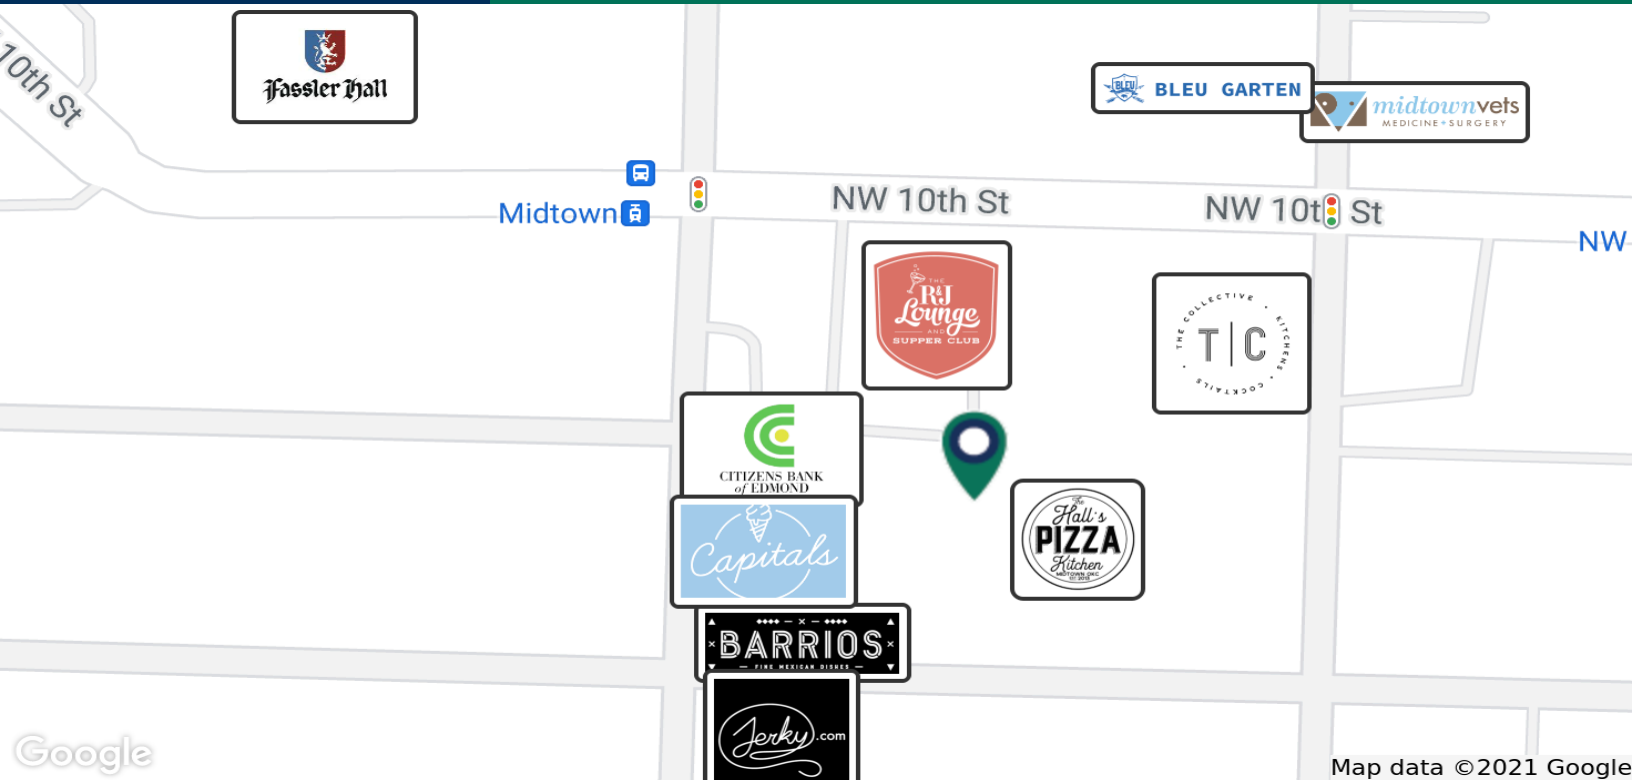 10th St
Fassler Hall
BLEU
BLEU GARTEN
midtownvets
MEDICINE+SURGERY
Midtown
NW 10th St
NW 10t St
NW
THE
R&J
Lounge
AND
SUPPER CLUB
THE COLLECTIVE • KITCHENS • COCKTAILS •
T|C
CITIZENS BANK
of EDMOND
The
Hall's
PIZZA
Kitchen
MIDTOWN OKC
Capitals
BARRIOS
FINE MEXICAN DISHES
Jerky.com
Google
Map data ©2021 Google